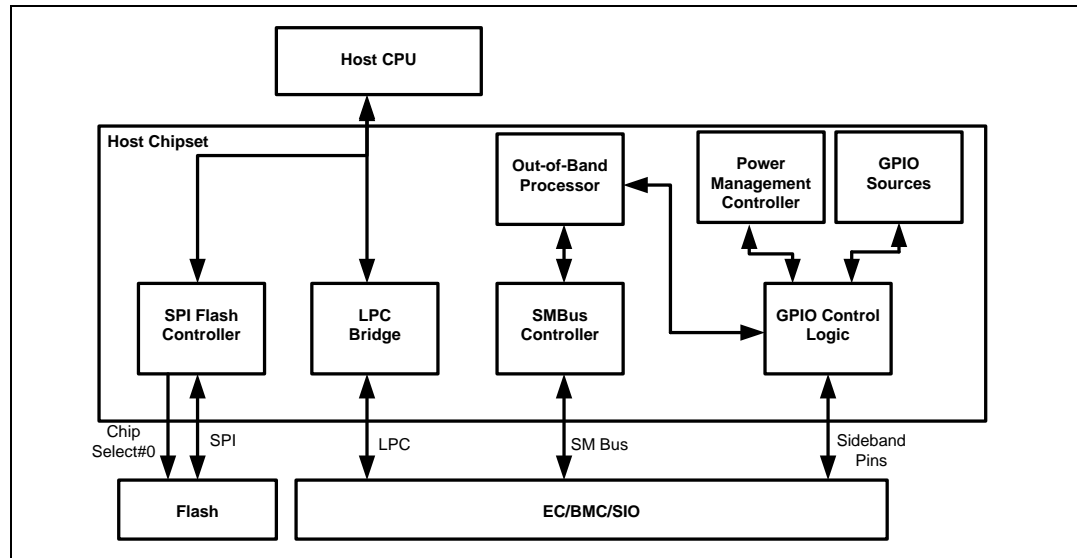 Host CPU
Host Chipset
Out-of-Band
Processor
Power
Management
Controller
GPIO
Sources
SPI Flash
Controller
LPC
Bridge
SMBus
Controller
GPIO Control
Logic
Chip
Select#0
SPI
LPC
SM Bus
Sideband
Pins
Flash
EC/BMC/SIO